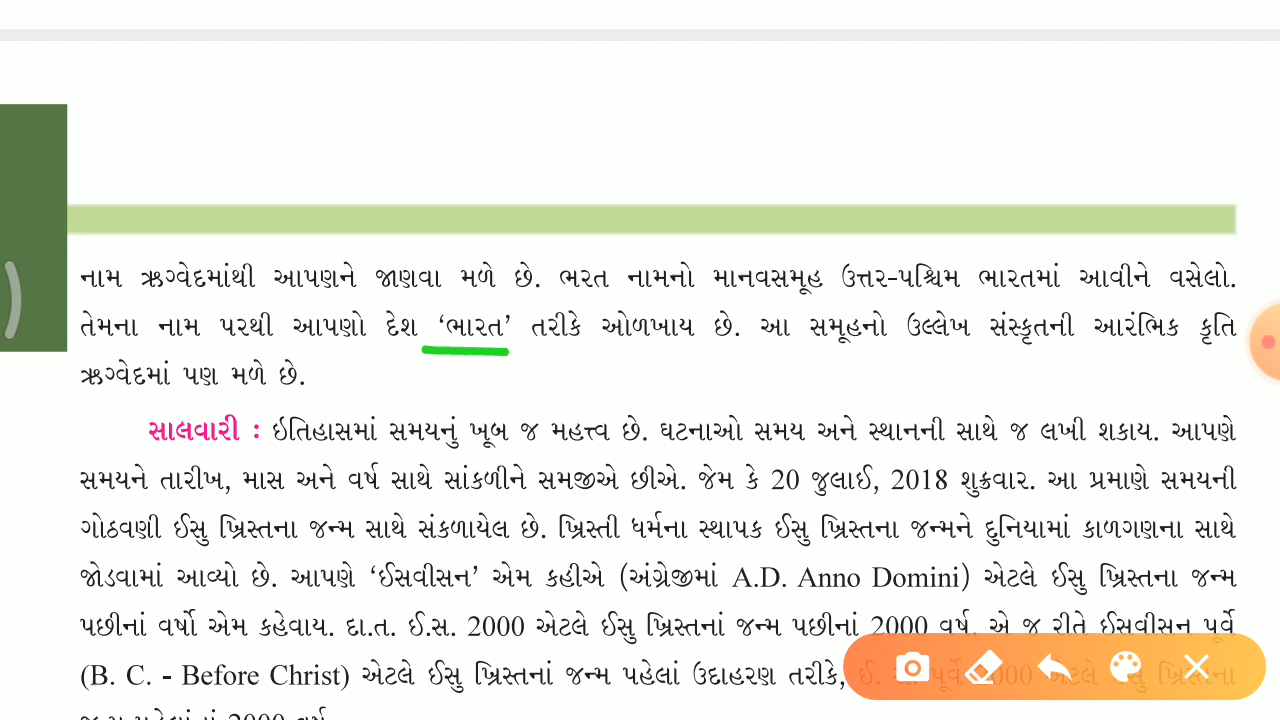 નામ ઋગ્વેદમાંથી આપણને જાણવા મળે છે. ભરત નામનો માનવસમૂહ ઉત્તર-પશ્ચિમ ભારતમાં આવીને વસેલો.
તેમના નામ પરથી આપણો દેશ ‘ભારત’ તરીકે ઓળખાય છે. આ સમૂહનો ઉલ્લેખ સંસ્કૃતની આરંભિક કૃતિ
ઋગ્વેદમાં પણ મળે છે.
સાલવારી : ઈતિહાસમાં સમયનું ખૂબ જ મહત્ત્વ છે. ઘટનાઓ સમય અને સ્થાનની સાથે જ લખી શકાય. આપણે
સમયને તારીખ, માસ અને વર્ષ સાથે સાંકળીને સમજીએ છીએ. જેમ કે 20 જુલાઈ, 2018 શુક્રવાર. આ પ્રમાણે સમયની
ગોઠવણી ઈસુ ખ્રિસ્તના જન્મ સાથે સંકળાયેલ છે. ખ્રિસ્તી ધર્મના સ્થાપક ઈસુ ખ્રિસ્તના જન્મને દુનિયામાં કાળગણના સાથે
જોડવામાં આવ્યો છે. આપણે ‘ઈસવીસન’ એમ કહીએ (અંગ્રેજીમાં A.D. Anno Domini) એટલે ઈસુ ખ્રિસ્તના જન્મ
પછીનાં વર્ષો એમ કહેવાય. દા.ત. ઈ.સ. 2000 એટલે ઈસુ ખ્રિસ્તનાં જન્મ પછીનાં 2000 વર્ષ. એ જ રીતે ઈસવીસન પૂર્વે
(B. C. - Before Christ) એટલે ઈસુ ખ્રિસ્તનાં જન્મ પહેલાં ઉદાહરણ તરીકે, ઈ. પૂર્વે એટલે ઈસુ ખ્રિસ્તના